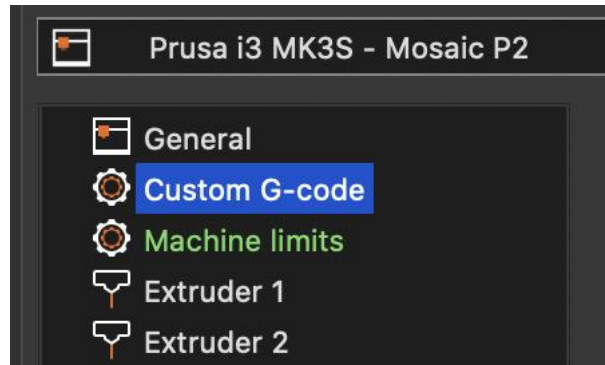 Prusa i3 MK3S - Mosaic P2
General
Custom G-code
Machine limits
Extruder 1
Extruder 2